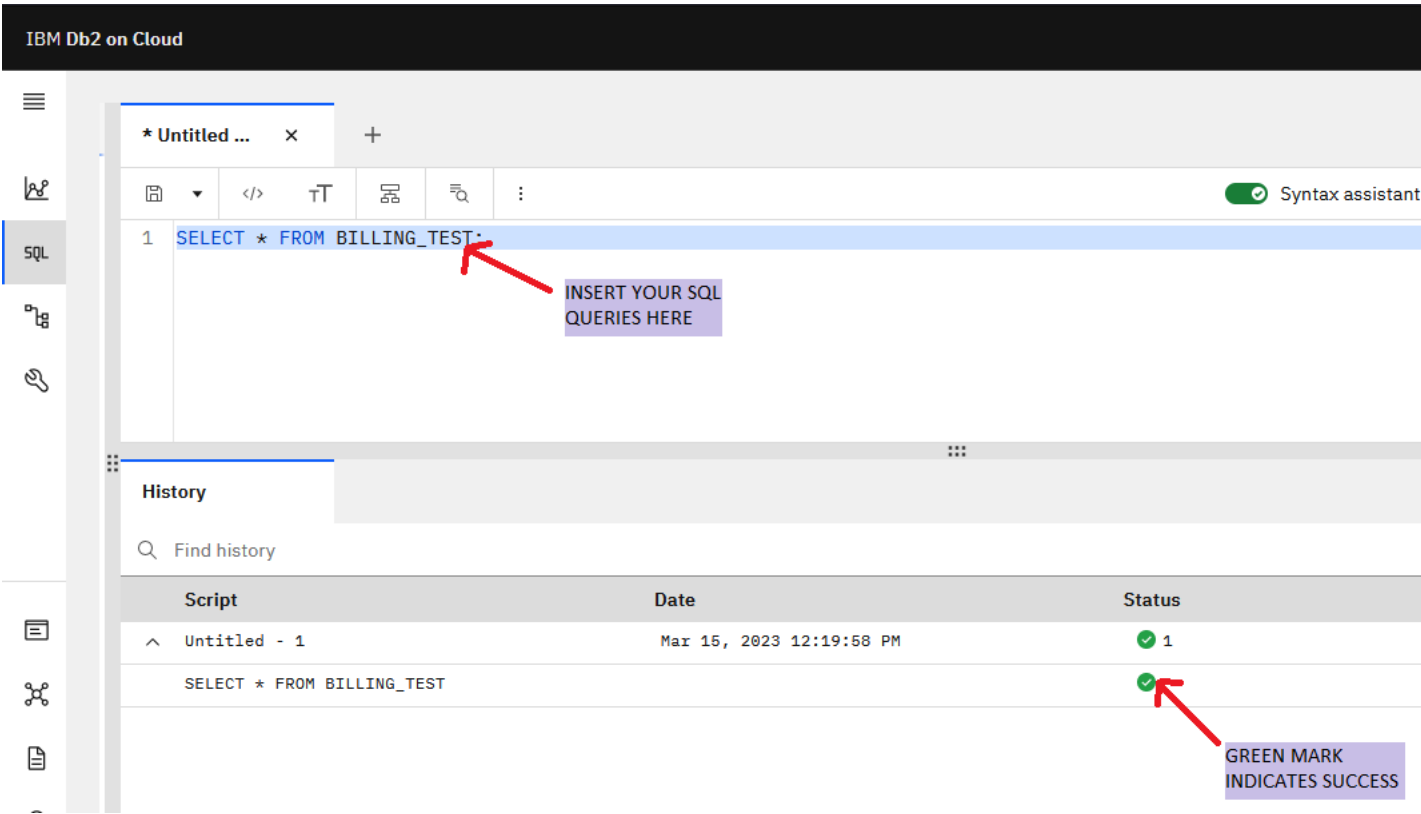 IBM Db2 on Cloud
* Untitled ... × +
</> TT Syntax assistant
SQL
1 SELECT * FROM BILLING_TEST;
INSERT YOUR SQL
QUERIES HERE
History
Find history
Script Date Status
Untitled - 1 Mar 15, 2023 12:19:58 PM 1
SELECT * FROM BILLING_TEST
GREEN MARK
INDICATES SUCCESS